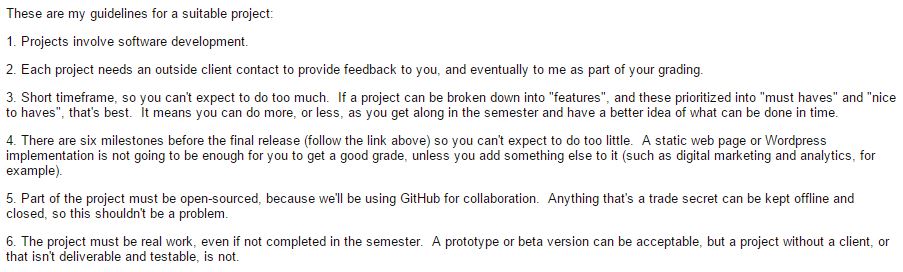 These are my guidelines for a suitable project:
1. Projects involve software development.
2. Each project needs an outside client contact to provide feedback to you, and eventually to me as part of your grading.
3. Short timeframe, so you can't expect to do too much.  If a project can be broken down into "features", and these prioritized into "must haves" and "nice
to haves", that's best.  It means you can do more, or less, as you get along in the semester and have a better idea of what can be done in time.
4. There are six milestones before the final release (follow the link above) so you can't expect to do too little.  A static web page or Wordpress
implementation is not going to be enough for you to get a good grade, unless you add something else to it (such as digital marketing and analytics, for
example).
5. Part of the project must be open-sourced, because we'll be using GitHub for collaboration.  Anything that's a trade secret can be kept offline and
closed, so this shouldn't be a problem.
6. The project must be real work, even if not completed in the semester.  A prototype or beta version can be acceptable, but a project without a client, or
that isn't deliverable and testable, is not.